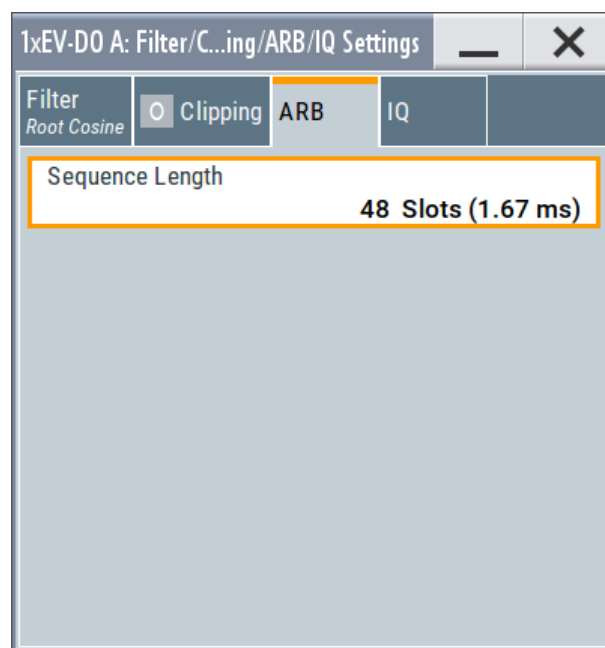 1xEV-DO A: Filter/C...ing/ARB/IQ Settings
Filter
Root Cosine
O Clipping
ARB
IQ
Sequence Length
48 Slots (1.67 ms)